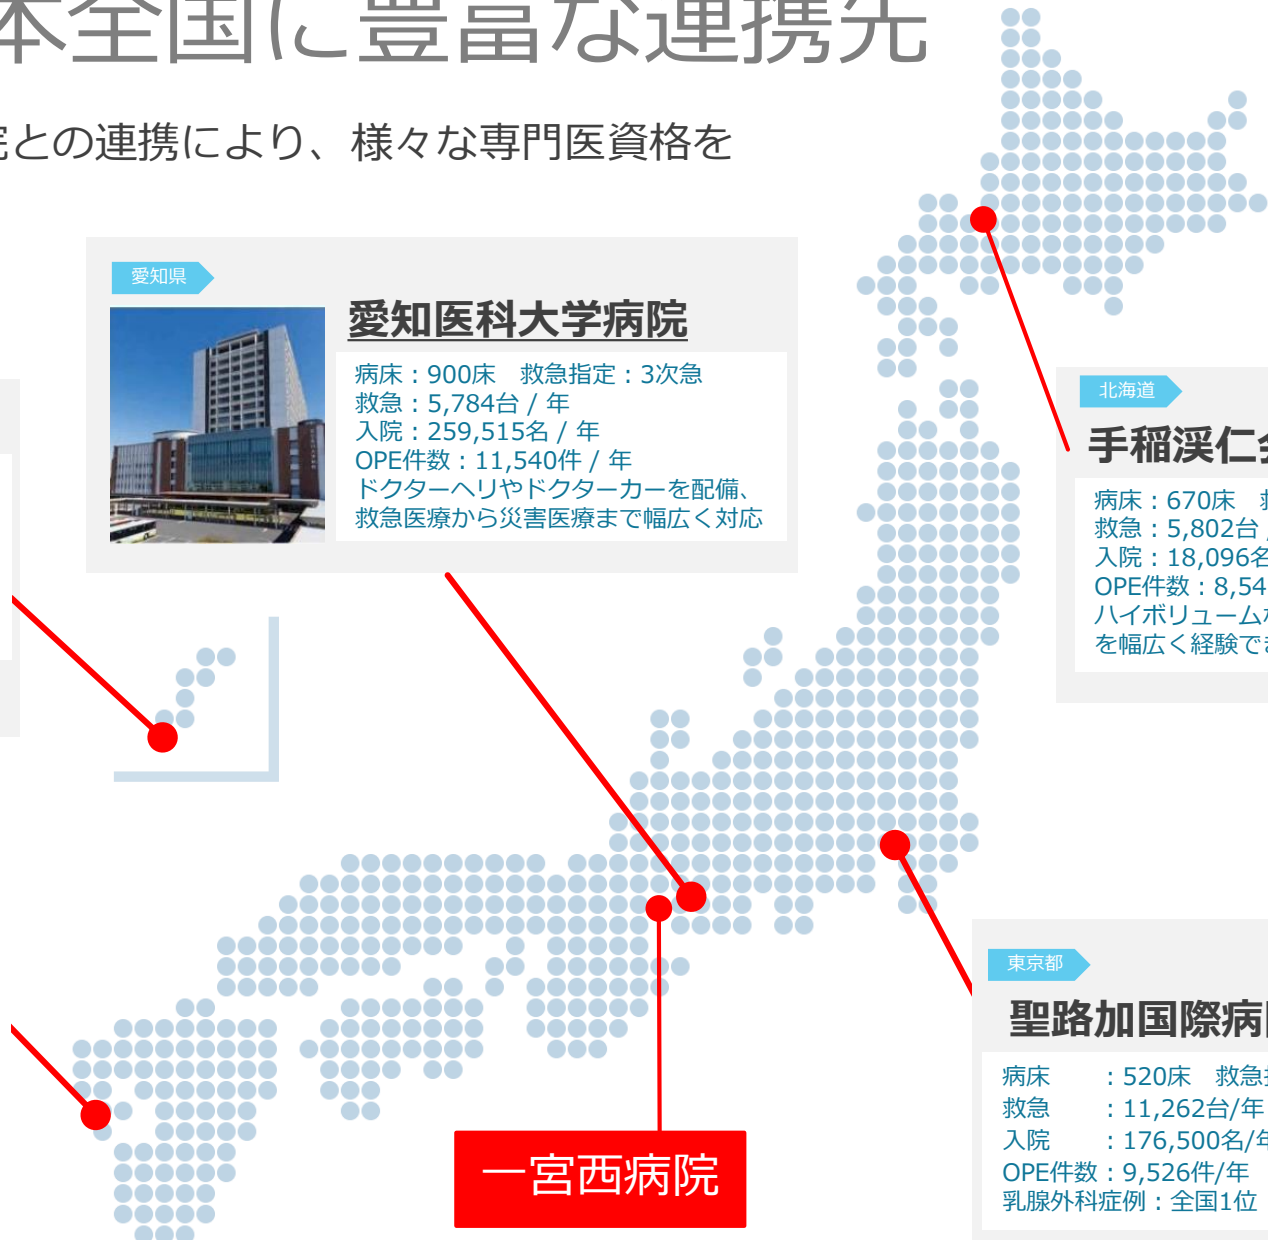 本全国に豊富な連携先
院との連携により、様々な専門医資格を
愛知県
愛知医科大学病院
病床：900床　救急指定：3次急
救急：5,784台 / 年
入院：259,515名 / 年
OPE件数：11,540件 / 年
ドクターヘリやドクターカーを配備、
救急医療から災害医療まで幅広く対応
北海道
手稲渓仁会
病床：670床　救
救急：5,802台 /
入院：18,096名
OPE件数：8,54
ハイボリュームな
を幅広く経験でき
東京都
聖路加国際病院
病床　　：520床　救急指
救急　　：11,262台/年
入院　　：176,500名/年
OPE件数：9,526件/年
乳腺外科症例：全国1位
一宮西病院